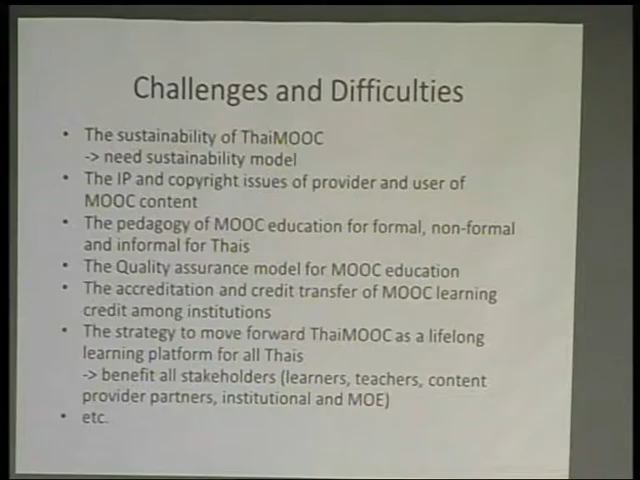 Challenges and Difficulties
• The sustainability of ThaiMOOC
-> need sustainability model
• The IP and copyright issues of provider and user of
MOOC content
• The pedagogy of MOOC education for formal, non-formal
and informal for Thais
• The Quality assurance model for MOOC education
• The accreditation and credit transfer of MOOC learning
credit among institutions
• The strategy to move forward ThaiMOOC as a lifelong
learning platform for all Thais
-> benefit all stakeholders (learners, teachers, content
provider partners, institutional and MOE)
• etc.